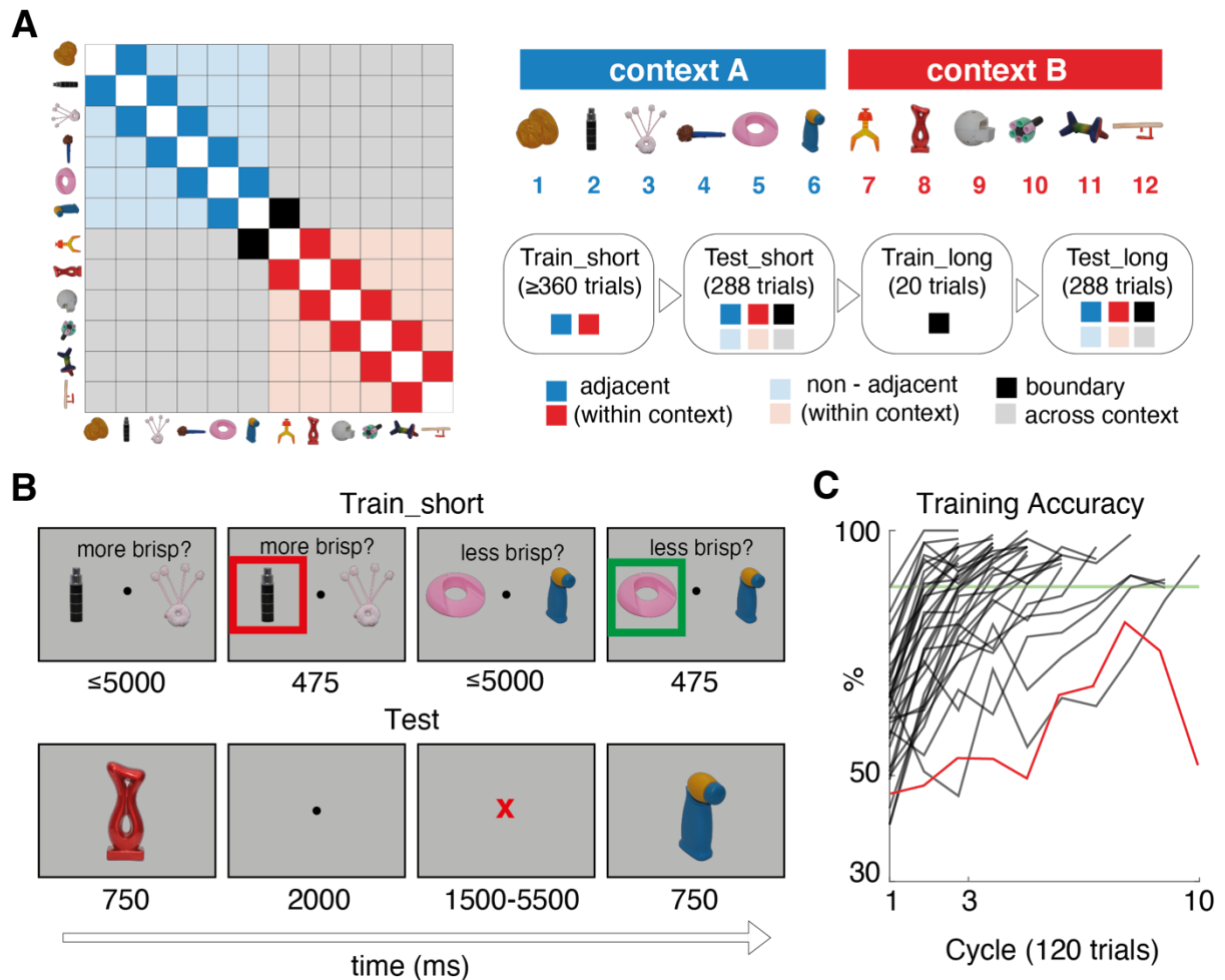 A
context A
context B
1 2 3 4 5 6 7 8 9 10 11 12
Train_short
(≥360 trials)
Test_short
(288 trials)
Train_long
(20 trials)
Test_long
(288 trials)
adjacent
(within context)
non - adjacent
(within context)
boundary
across context
B
Train_short
more brisp?
more brisp?
less brisp?
less brisp?
≤5000
475
≤5000
475
Test
x
750
2000
1500-5500
750
time (ms)
C
Training Accuracy
100
%
50
30
1
3
10
Cycle (120 trials)